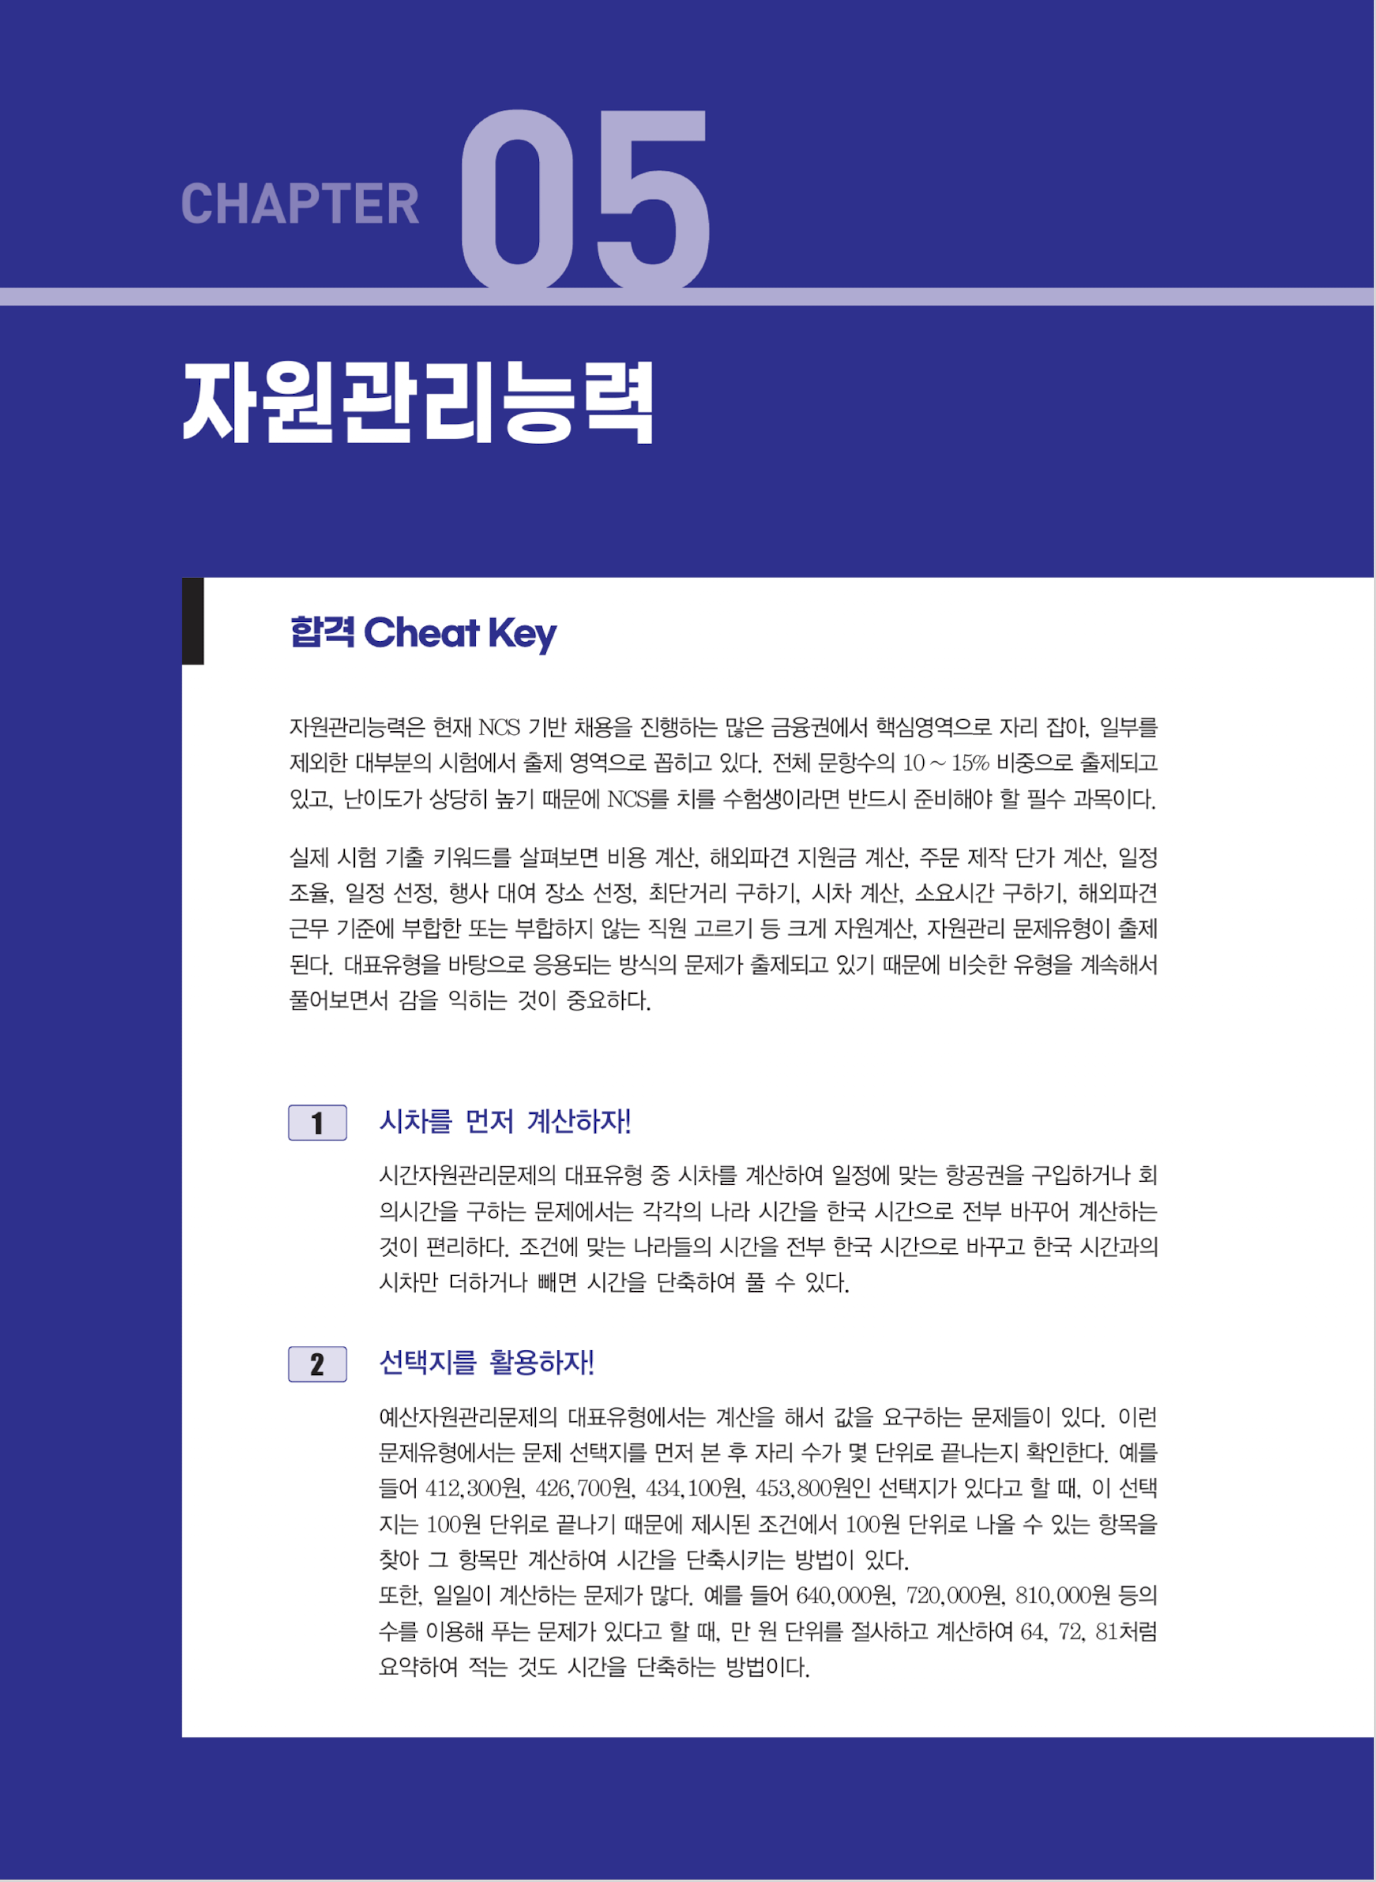 CHAPTER 05
자원관리능력
합격 Cheat Key
자원관리능력은 현재 NCS 기반 채용을 진행하는 많은 금융권에서 핵심영역으로 자리 잡아, 일부를
제외한 대부분의 시험에서 출제 영역으로 꼽히고 있다. 전체 문항수의 10 ~ 15% 비중으로 출제되고
있고, 난이도가 상당히 높기 때문에 NCS를 치를 수험생이라면 반드시 준비해야 할 필수 과목이다.
실제 시험 기출 키워드를 살펴보면 비용 계산, 해외파견 지원금 계산, 주문 제작 단가 계산, 일정
조율, 일정 선정, 행사 대여 장소 선정, 최단거리 구하기, 시차 계산, 소요시간 구하기, 해외파견
근무 기준에 부합한 또는 부합하지 않는 직원 고르기 등 크게 자원계산, 자원관리 문제유형이 출제
된다. 대표유형을 바탕으로 응용되는 방식의 문제가 출제되고 있기 때문에 비슷한 유형을 계속해서
풀어보면서 감을 익히는 것이 중요하다.
1 시차를 먼저 계산하자!
시간자원관리문제의 대표유형 중 시차를 계산하여 일정에 맞는 항공권을 구입하거나 회
의시간을 구하는 문제에서는 각각의 나라 시간을 한국 시간으로 전부 바꾸어 계산하는
것이 편리하다. 조건에 맞는 나라들의 시간을 전부 한국 시간으로 바꾸고 한국 시간과의
시차만 더하거나 빼면 시간을 단축하여 풀 수 있다.
2 선택지를 활용하자!
예산자원관리문제의 대표유형에서는 계산을 해서 값을 요구하는 문제들이 있다. 이런
문제유형에서는 문제 선택지를 먼저 본 후 자리 수가 몇 단위로 끝나는지 확인한다. 예를
들어 412,300원, 426,700원, 434,100원, 453,800원인 선택지가 있다고 할 때, 이 선택
지는 100원 단위로 끝나기 때문에 제시된 조건에서 100원 단위로 나올 수 있는 항목을
찾아 그 항목만 계산하여 시간을 단축시키는 방법이 있다.
또한, 일일이 계산하는 문제가 많다. 예를 들어 640,000원, 720,000원, 810,000원 등의
수를 이용해 푸는 문제가 있다고 할 때, 만 원 단위를 절사하고 계산하여 64, 72, 81처럼
요약하여 적는 것도 시간을 단축하는 방법이다.